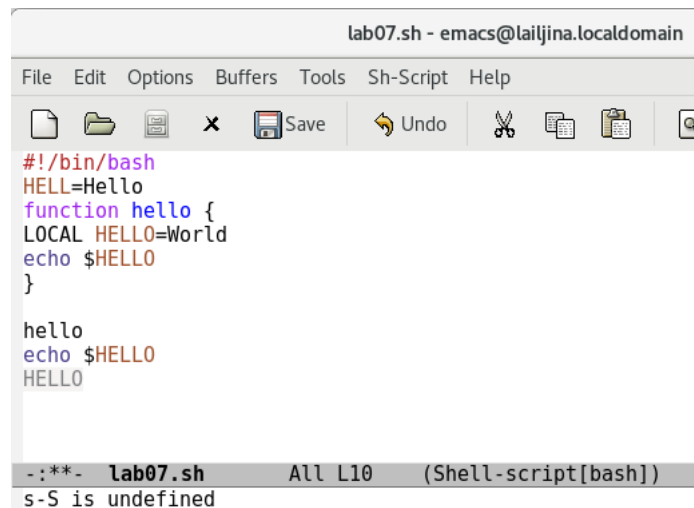 lab07.sh - emacs@lailjina.localdomain
File Edit Options Buffers Tools Sh-Script Help
Save Undo
#!/bin/bash
HELL=Hello
function hello {
LOCAL HELLO=World
echo $HELLO
}
hello
echo $HELLO
HELLO
-:**- lab07.sh All L10 (Shell-script[bash])
s-S is undefined